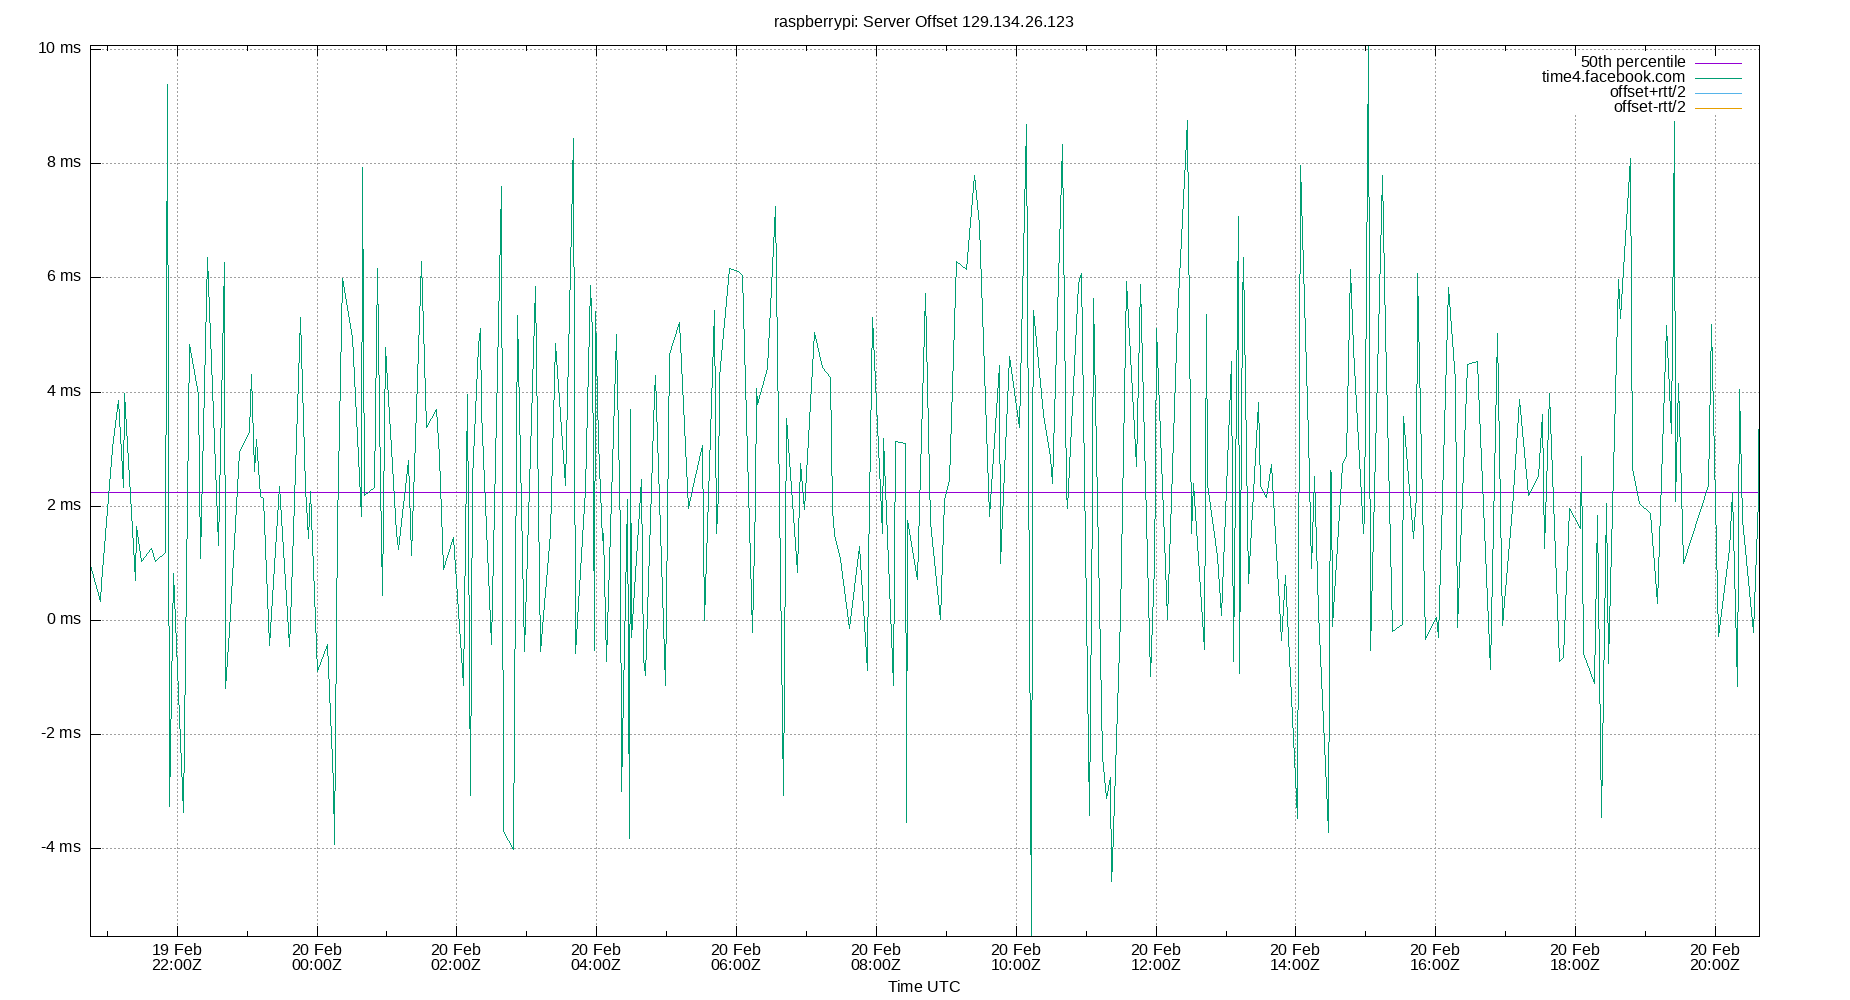 raspberrypi: Server Offset 129.134.26.123
10 ms
8 ms
6 ms
4 ms
2 ms
0 ms
-2 ms
-4 ms
50th percentile
time4.facebook.com
offset+rtt/2
offset-rtt/2
19 Feb 20 Feb 20 Feb 20 Feb 20 Feb 20 Feb 20 Feb 20 Feb 20 Feb 20 Feb 20 Feb 20 Feb
22:00Z 00:00Z 02:00Z 04:00Z 06:00Z 08:00Z 10:00Z 12:00Z 14:00Z 16:00Z 18:00Z 20:00Z
Time UTC